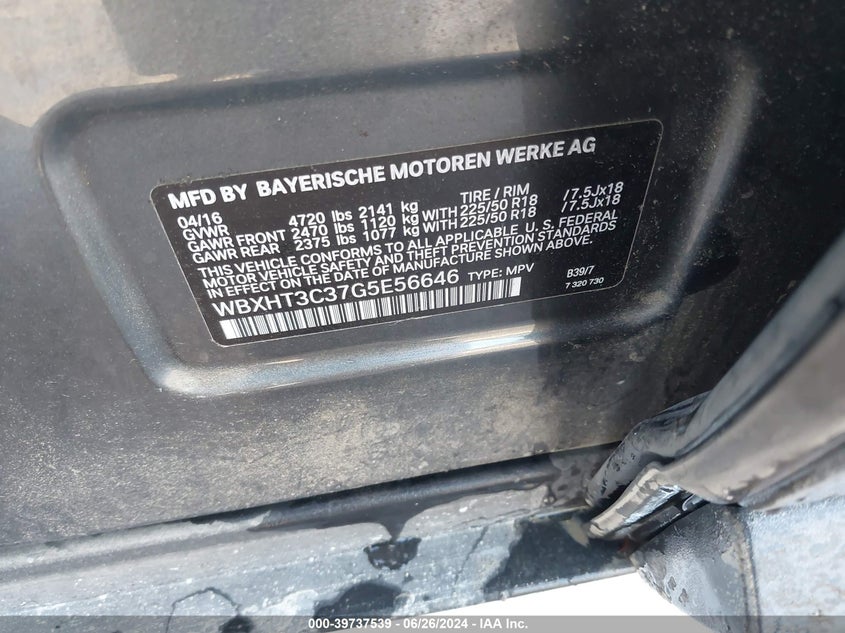 MFD BY BAYERISCHE MOTOREN WERKE AG
04/16 TIRE / RIM
GVWR 4720 lbs 2141 kg
GAWR FRONT 2470 lbs 1120 kg WITH 225/50 R18 /7.5Jx18
GAWR REAR 2375 lbs 1077 kg WITH 225/50 R18 /7.5Jx18
THIS VEHICLE CONFORMS TO ALL APPLICABLE U. S. FEDERAL
MOTOR VEHICLE SAFETY AND THEFT PREVENTION STANDARDS
IN EFFECT ON THE DATE OF MANUFACTURE SHOWN ABOVE.
WBXHT3C37G5E56646 TYPE: MPV B39/7
7 320 730
000-39737539 - 06/26/2024 - IAA Inc.